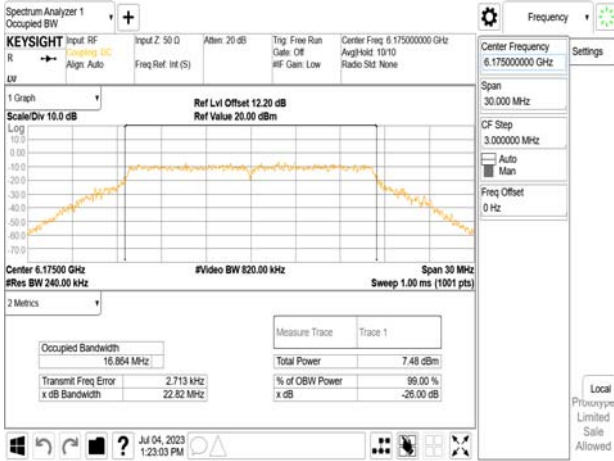 Spectrum Analyzer 1
Occupied BW
Frequency
KEYSIGHT Input: RF Input Z: 50 Ω Atten: 20 dB Trig: Free Run Center Freq: 6.175000000 GHz
R Coupling: DC Gate: Off Avg|Hold: 10/10
Align: Auto Freq Ref: Int (S) #IF Gain: Low Radio Std: None
Center Frequency
6.175000000 GHz
Settings
Span
30.000 MHz
CF Step
3.000000 MHz
Auto
Man
Freq Offset
0 Hz
1 Graph
Ref Lvl Offset 12.20 dB
Scale/Div 10.0 dB Ref Value 20.00 dBm
Log
10.0
0.00
-10.0
-20.0
-30.0
-40.0
-50.0
-60.0
-70.0
Center 6.17500 GHz #Video BW 820.00 kHz Span 30 MHz
#Res BW 240.00 kHz Sweep 1.00 ms (1001 pts)
2 Metrics
Measure Trace Trace 1
Occupied Bandwidth
16.864 MHz Total Power 7.48 dBm
Transmit Freq Error 2.713 kHz % of OBW Power 99.00 %
x dB Bandwidth 22.82 MHz x dB -26.00 dB
Local
Prototype
Limited
Sale
Allowed
Jul 04, 2023
1:23:03 PM